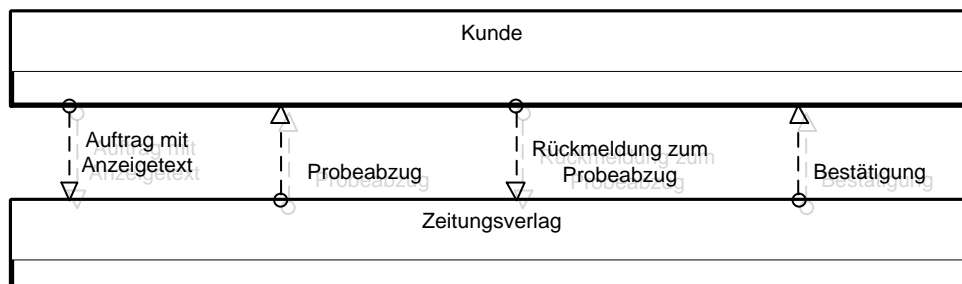 Kunde
Auftrag mit
Anzeigetext
Probeabzug
Rückmeldung zum
Probeabzug
Bestätigung
Zeitungsverlag